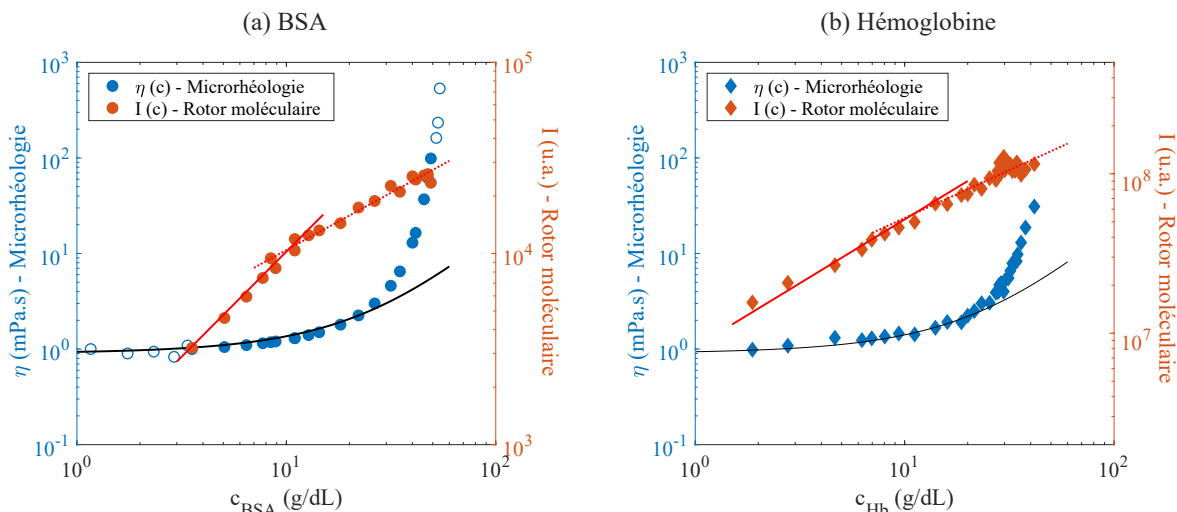 (a) BSA
10³
10²
10¹
10⁰
10⁻¹
η (mPa.s) - Microrhéologie
η (c) - Microrhéologie
I (c) - Rotor moléculaire
10⁵
10⁴
10³
I (u.a.) - Rotor moléculaire
10⁰ 10¹ 10²
c_BSA (g/dL)
(b) Hémoglobine
10³
10²
10¹
10⁰
10⁻¹
η (mPa.s) - Microrhéologie
η (c) - Microrhéologie
I (c) - Rotor moléculaire
10⁸
10⁷
I (u.a.) - Rotor moléculaire
10⁰ 10¹ 10²
c_Hb (g/dL)